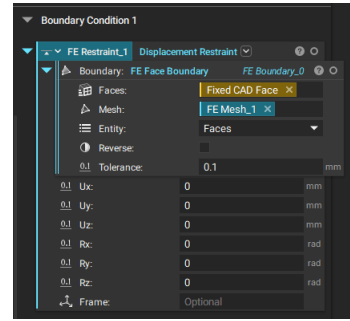 Boundary Condition 1
FE Restraint_1 Displacement Restraint
Boundary: FE Face Boundary FE Boundary_0
Faces: Fixed CAD Face ×
Mesh: FE Mesh_1 ×
Entity: Faces
Reverse:
0.1 Tolerance: 0.1 mm
0.1 Ux: 0 mm
0.1 Uy: 0 mm
0.1 Uz: 0 mm
0.1 Rx: 0 rad
0.1 Ry: 0 rad
0.1 Rz: 0 rad
Frame: Optional